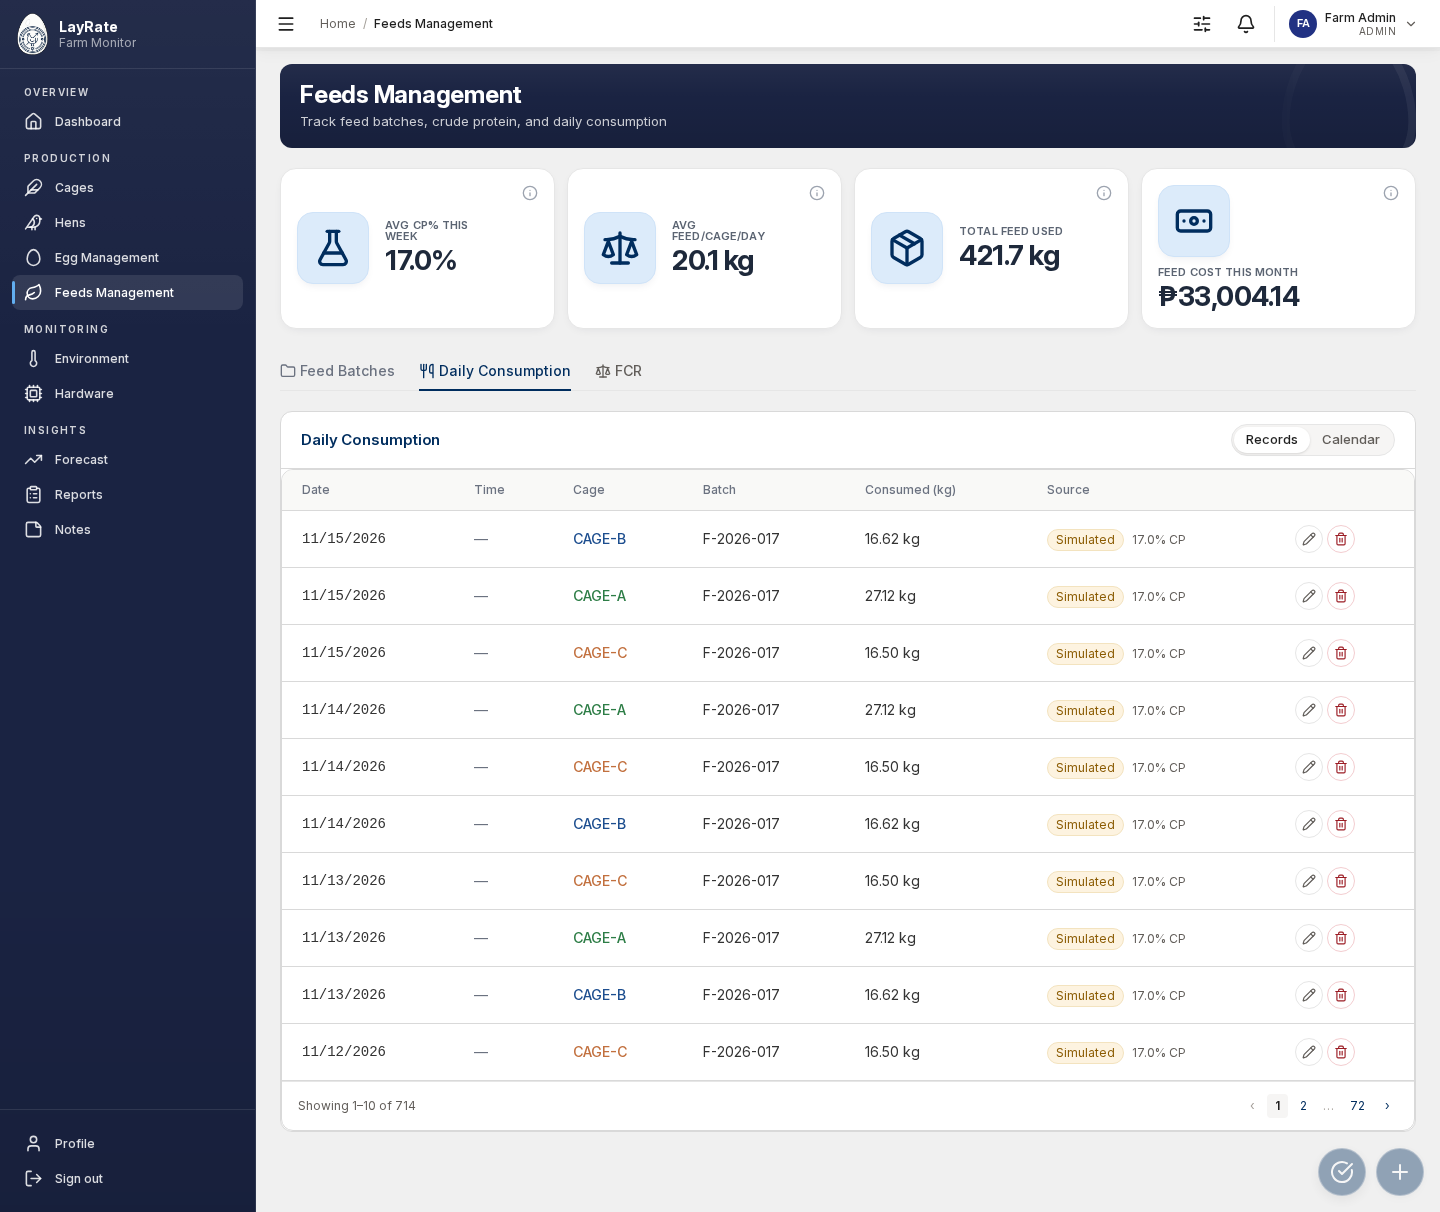 LayRate
Farm Monitor
OVERVIEW
Dashboard
PRODUCTION
Cages
Hens
Egg Management
Feeds Management
MONITORING
Environment
Hardware
INSIGHTS
Forecast
Reports
Notes
Profile
Sign out
Home / Feeds Management
FA
Farm Admin
ADMIN
Feeds Management
Track feed batches, crude protein, and daily consumption
AVG CP% THIS
WEEK
17.0%
AVG
FEED/CAGE/DAY
20.1 kg
TOTAL FEED USED
421.7 kg
FEED COST THIS MONTH
₱33,004.14
Feed Batches
Daily Consumption
FCR
Daily Consumption
Records
Calendar
Date Time Cage Batch Consumed (kg) Source
11/15/2026 — CAGE-B F-2026-017 16.62 kg Simulated 17.0% CP
11/15/2026 — CAGE-A F-2026-017 27.12 kg Simulated 17.0% CP
11/15/2026 — CAGE-C F-2026-017 16.50 kg Simulated 17.0% CP
11/14/2026 — CAGE-A F-2026-017 27.12 kg Simulated 17.0% CP
11/14/2026 — CAGE-C F-2026-017 16.50 kg Simulated 17.0% CP
11/14/2026 — CAGE-B F-2026-017 16.62 kg Simulated 17.0% CP
11/13/2026 — CAGE-C F-2026-017 16.50 kg Simulated 17.0% CP
11/13/2026 — CAGE-A F-2026-017 27.12 kg Simulated 17.0% CP
11/13/2026 — CAGE-B F-2026-017 16.62 kg Simulated 17.0% CP
11/12/2026 — CAGE-C F-2026-017 16.50 kg Simulated 17.0% CP
Showing 1–10 of 714
‹ 1 2 … 72 ›